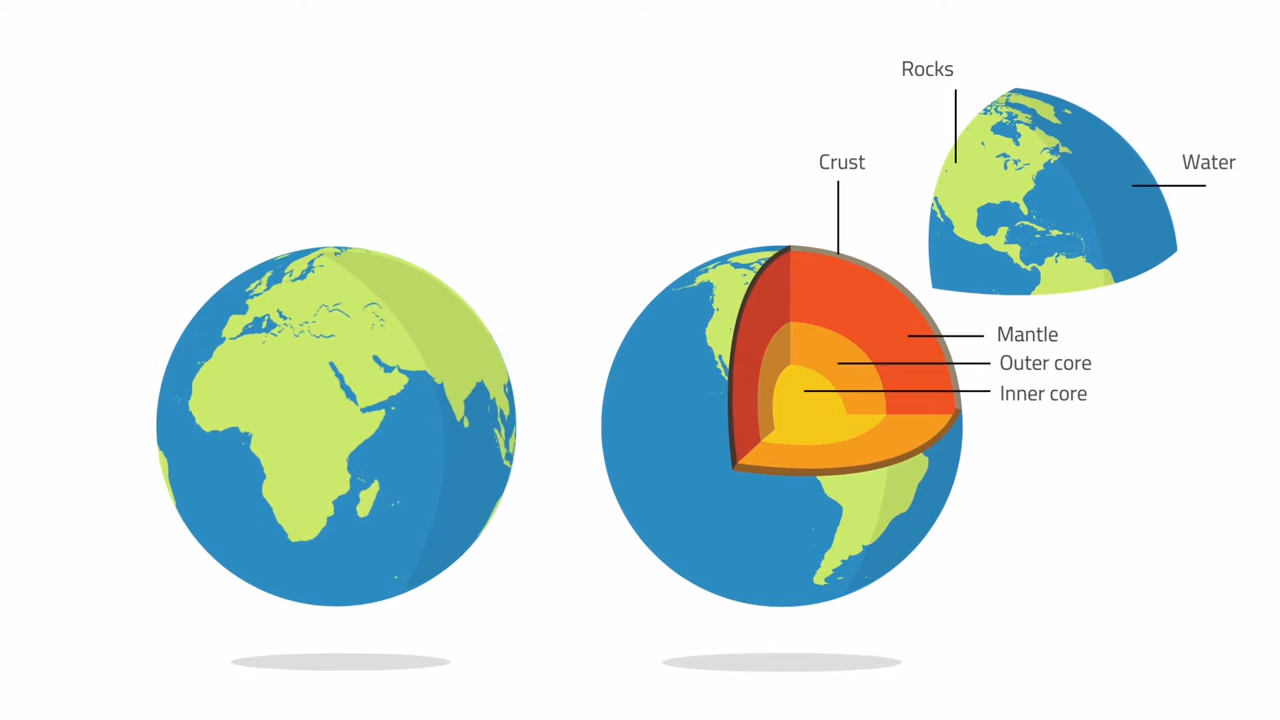 Rocks
Crust
Water
Mantle
Outer core
Inner core